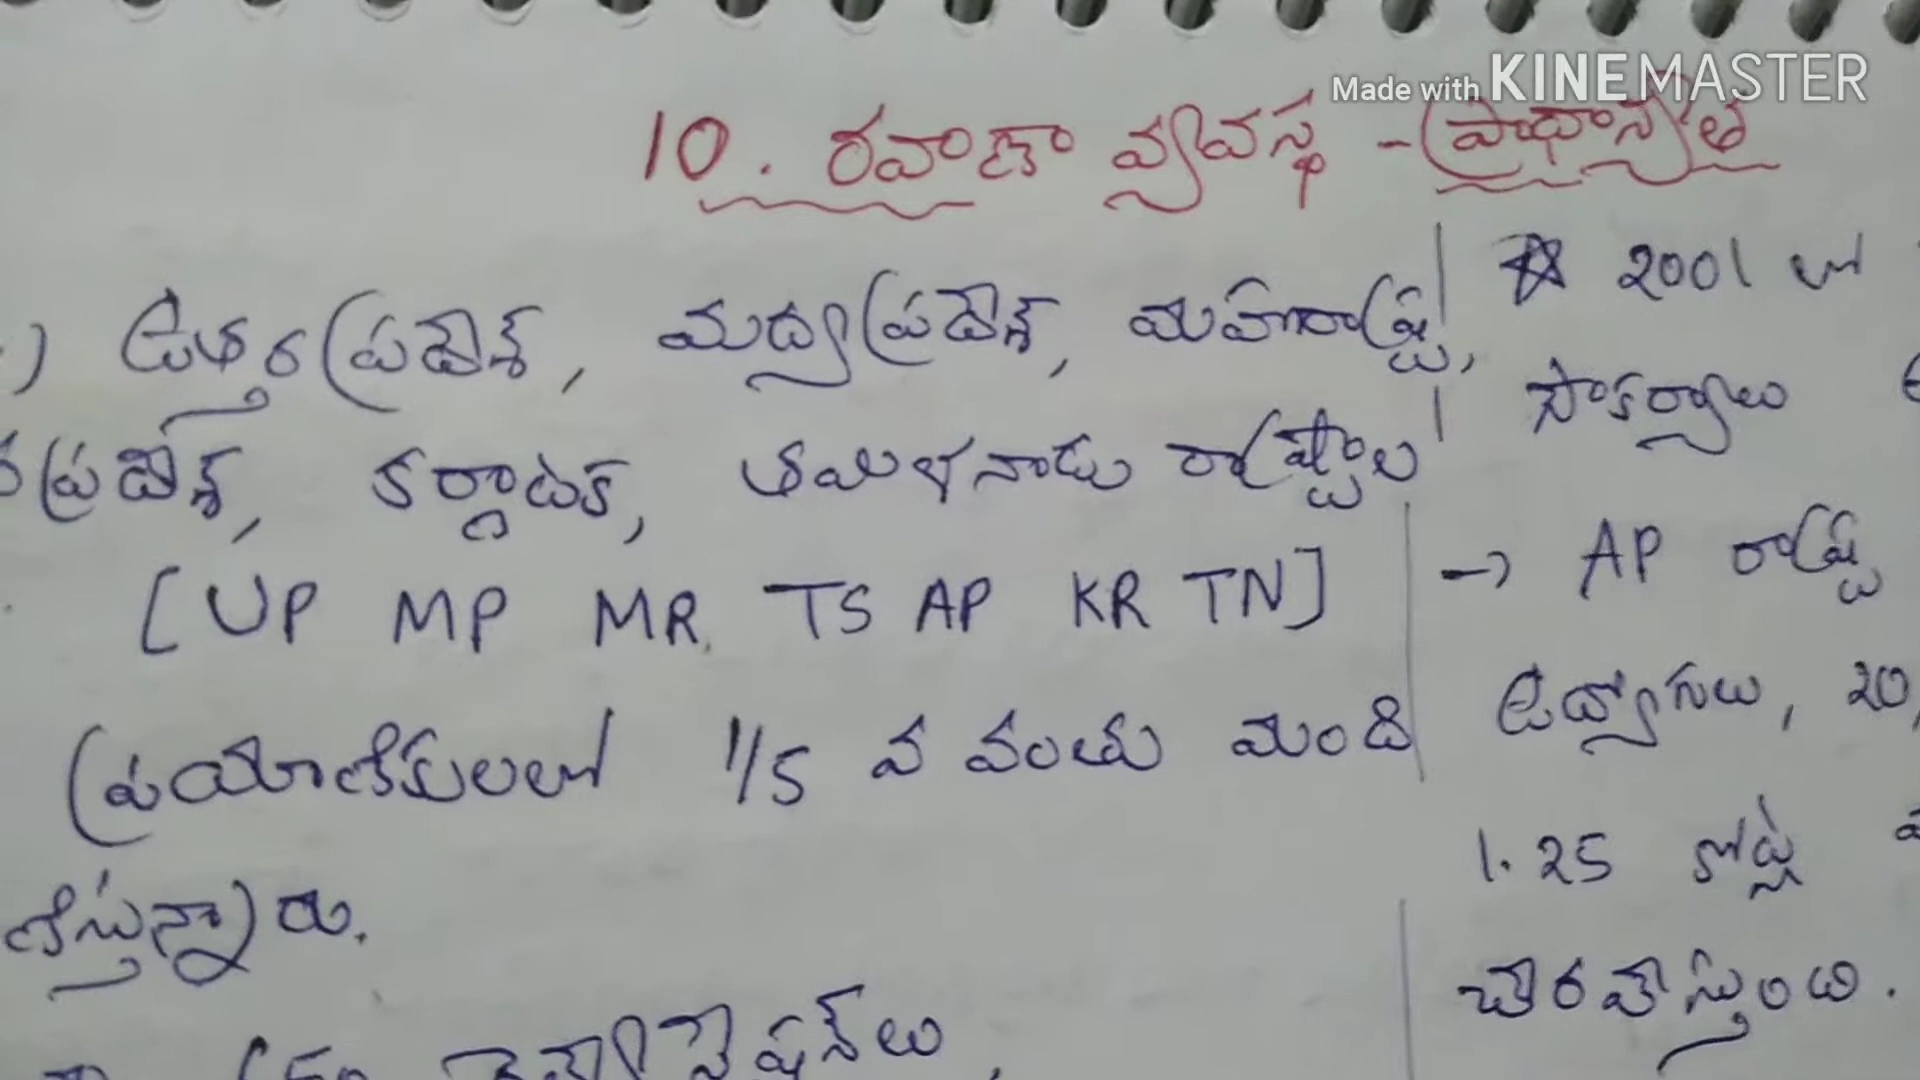 Made with KINEMASTER
10. రవాణా వ్యవస్థ - ప్రాధాన్యత
) ఉత్తరప్రదేశ్, మద్యప్రదేశ్, మహారాష్ట్ర,
ప్రదేశ్, కర్ణాటక, తమిళనాడు రాష్ట్రాల
[UP MP MR. TS AP KR TN]
ప్రయాణికులలో 1/5 వ వంతు మంది
ణిస్తున్నారు.
☆ 2001 లో
సౌకర్యాలు
→ AP రాష్ట్ర
ఉద్యోగులు, 20,
1.25 కోట్ల
చేరవేస్తుంది.